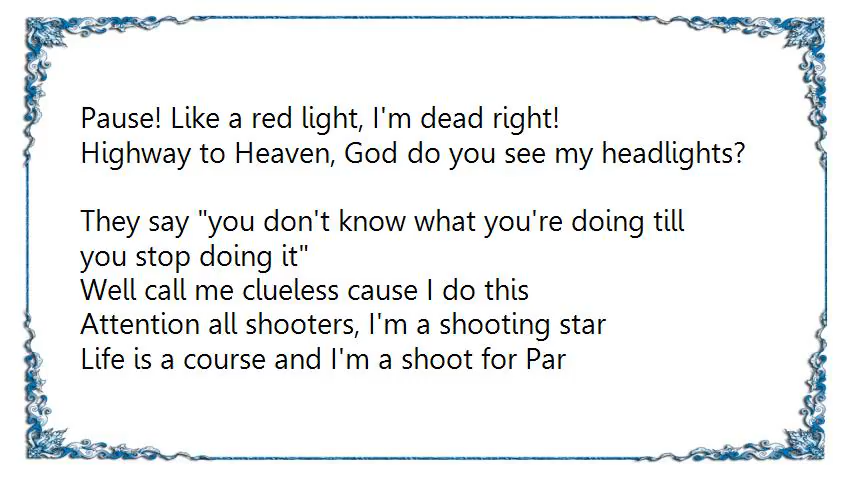 Pause! Like a red light, I'm dead right!
Highway to Heaven, God do you see my headlights?
They say "you don't know what you're doing till
you stop doing it"
Well call me clueless cause I do this
Attention all shooters, I'm a shooting star
Life is a course and I'm a shoot for Par